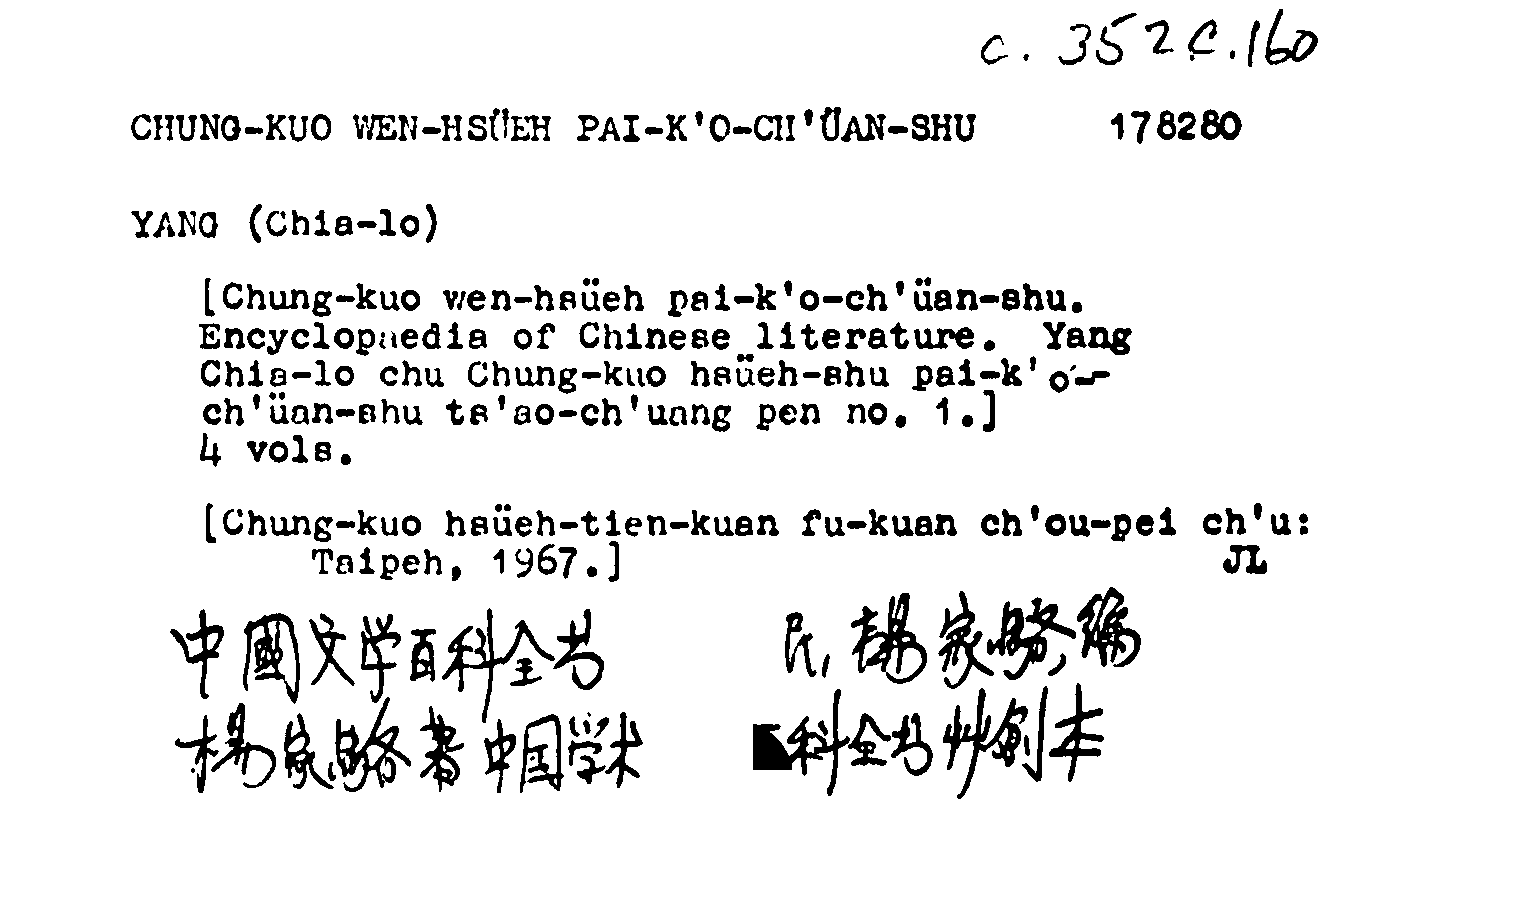 c. 352 c. 160
CHUNG-KUO WEN-HSÜEH PAI-K'O-CH'ÜAN-SHU 178280
YANG (Chia-lo)
[Chung-kuo wen-hsüeh pai-k'o-ch'üan-shu.
Encyclopaedia of Chinese literature. Yang
Chia-lo chu Chung-kuo hsüeh-shu pai-k'o-
ch'üan-shu ts'ao-ch'uang pen no. 1.]
4 vols.
[Chung-kuo hsüeh-tien-kuan fu-kuan ch'ou-pei ch'u:
Taipeh, 1967.] JL
中國文学百科全书 民, 楊家駱, 編
楊家駱著中国学术 科全书艸創本